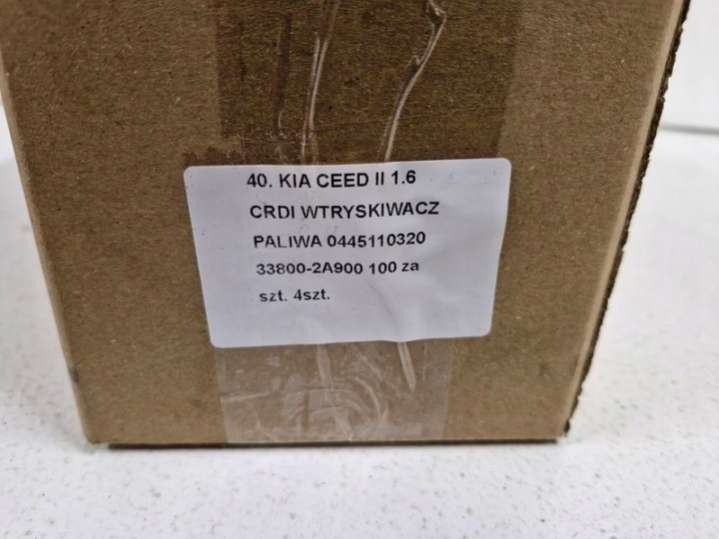 40. KIA CEED II 1.6
CRDI WTRYSKIWACZ
PALIWA 0445110320
33800-2A900 100 za
szt. 4szt.